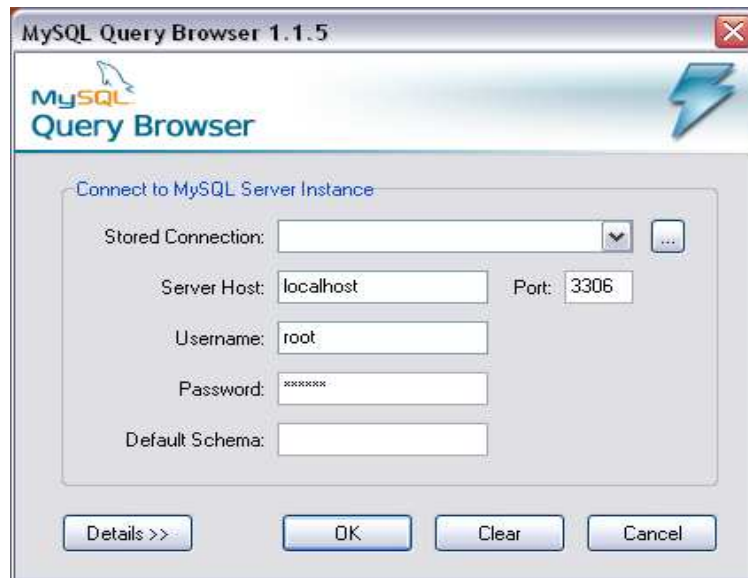 MySQL Query Browser 1.1.5
MySQL
Query Browser
Connect to MySQL Server Instance
Stored Connection:
...
Server Host: localhost Port: 3306
Username: root
Password: ******
Default Schema:
Details >> OK Clear Cancel